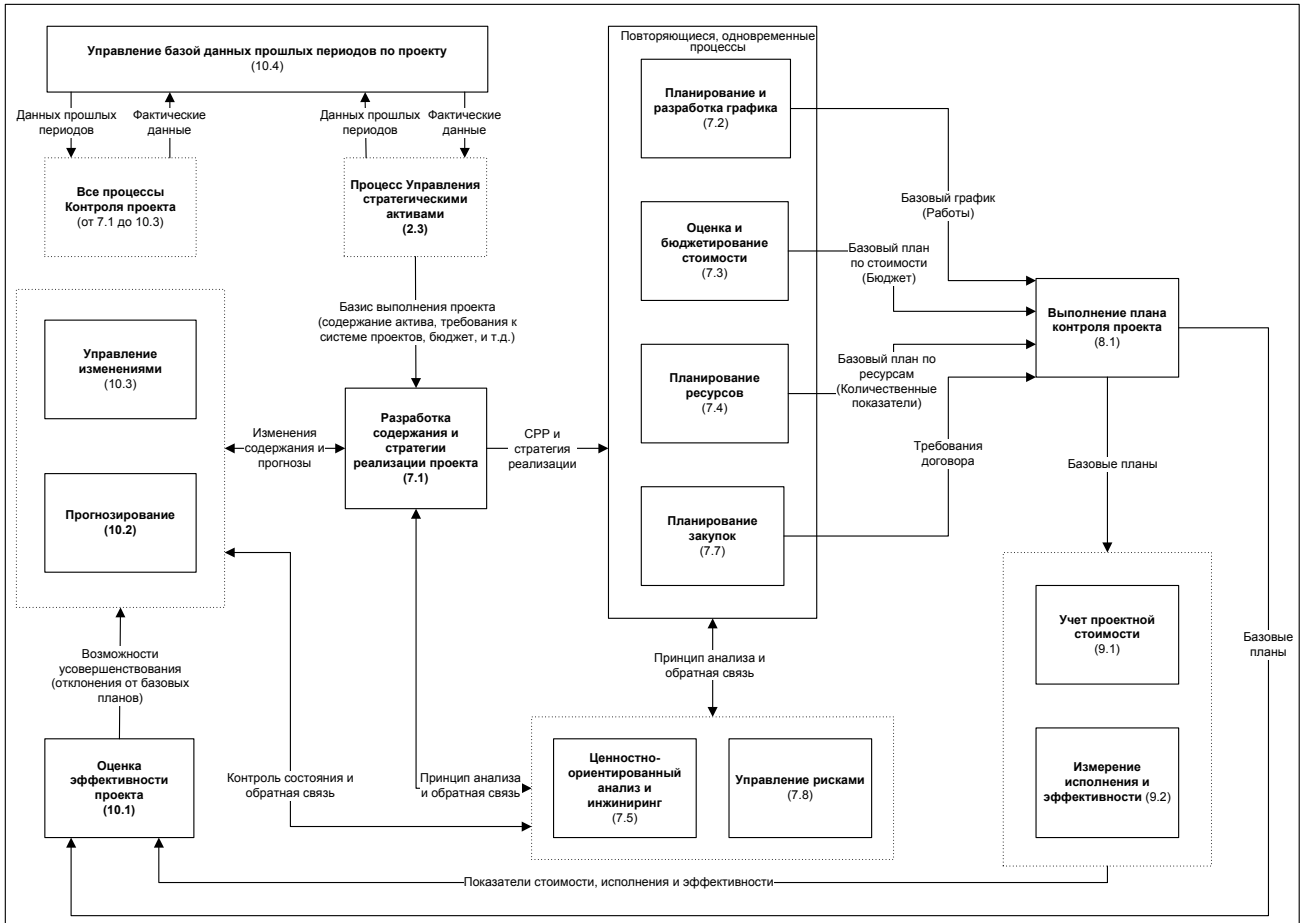 Управление базой данных прошлых периодов по проекту
(10.4)
Данных прошлых
периодов
Фактические
данные
Данных прошлых
периодов
Фактические
данные
Все процессы
Контроля проекта
(от 7.1 до 10.3)
Процесс Управления
стратегическими
активами
(2.3)
Базис выполнения проекта
(содержание актива, требования к
системе проектов, бюджет, и т.д.)
Управление
изменениями
(10.3)
Прогнозирование
(10.2)
Изменения
содержания и
прогнозы
Разработка
содержания и
стратегии
реализации проекта
(7.1)
СРР и
стратегия
реализации
Повторяющиеся, одновременные
процессы
Планирование и
разработка графика
(7.2)
Оценка и
бюджетирование
стоимости
(7.3)
Планирование
ресурсов
(7.4)
Планирование
закупок
(7.7)
Базовый график
(Работы)
Базовый план
по стоимости
(Бюджет)
Базовый план по
ресурсам
(Количественные
показатели)
Требования
договора
Выполнение плана
контроля проекта
(8.1)
Базовые планы
Учет проектной
стоимости
(9.1)
Измерение
исполнения и
эффективности (9.2)
Базовые
планы
Принцип анализа и
обратная связь
Ценностно-
ориентированный
анализ и
инжиниринг
(7.5)
Управление рисками
(7.8)
Принцип анализа
и обратная связь
Контроль состояния и
обратная связь
Возможности
усовершенствования
(отклонения от базовых
планов)
Оценка
эффективности
проекта
(10.1)
Показатели стоимости, исполнения и эффективности